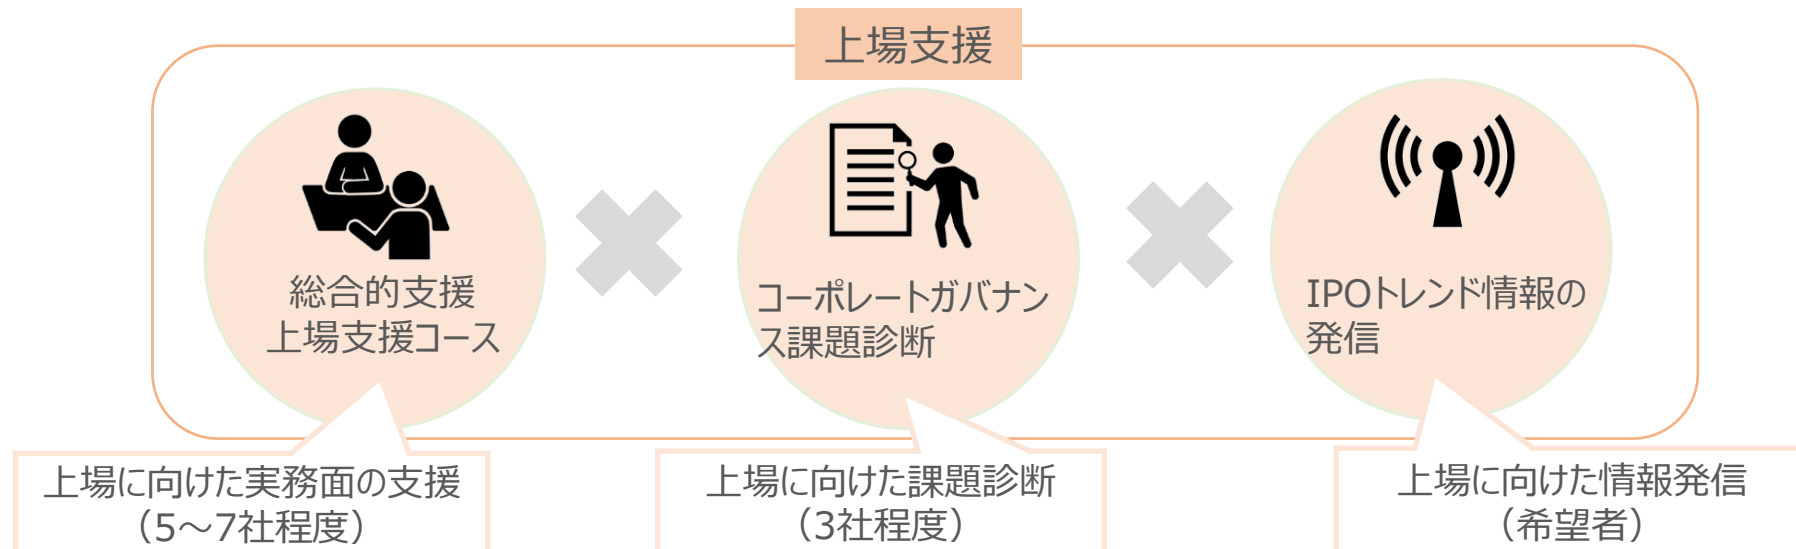 上場支援
総合的支援
上場支援コース
コーポレートガバナン
ス課題診断
IPOトレンド情報の
発信
上場に向けた実務面の支援
（5～7社程度）
上場に向けた課題診断
（3社程度）
上場に向けた情報発信
（希望者）